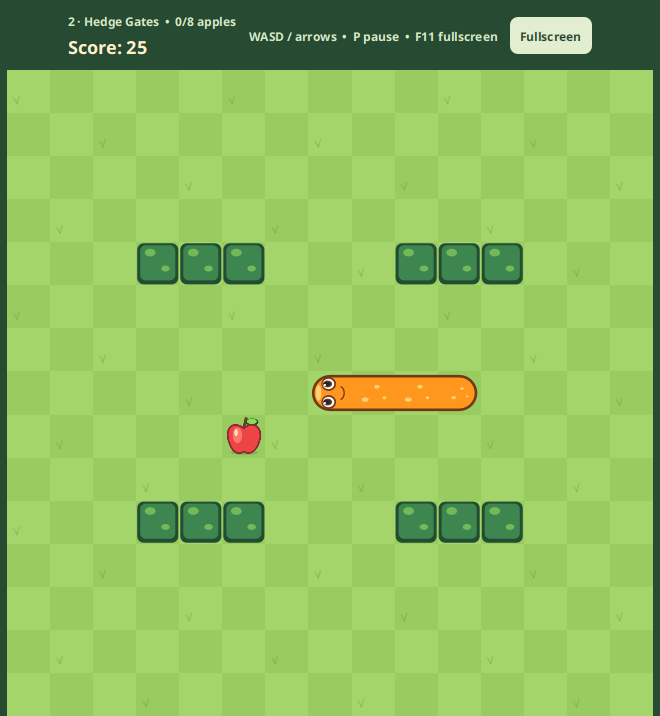 2 · Hedge Gates • 0/8 apples
Score: 25
WASD / arrows • P pause • F11 fullscreen
Fullscreen